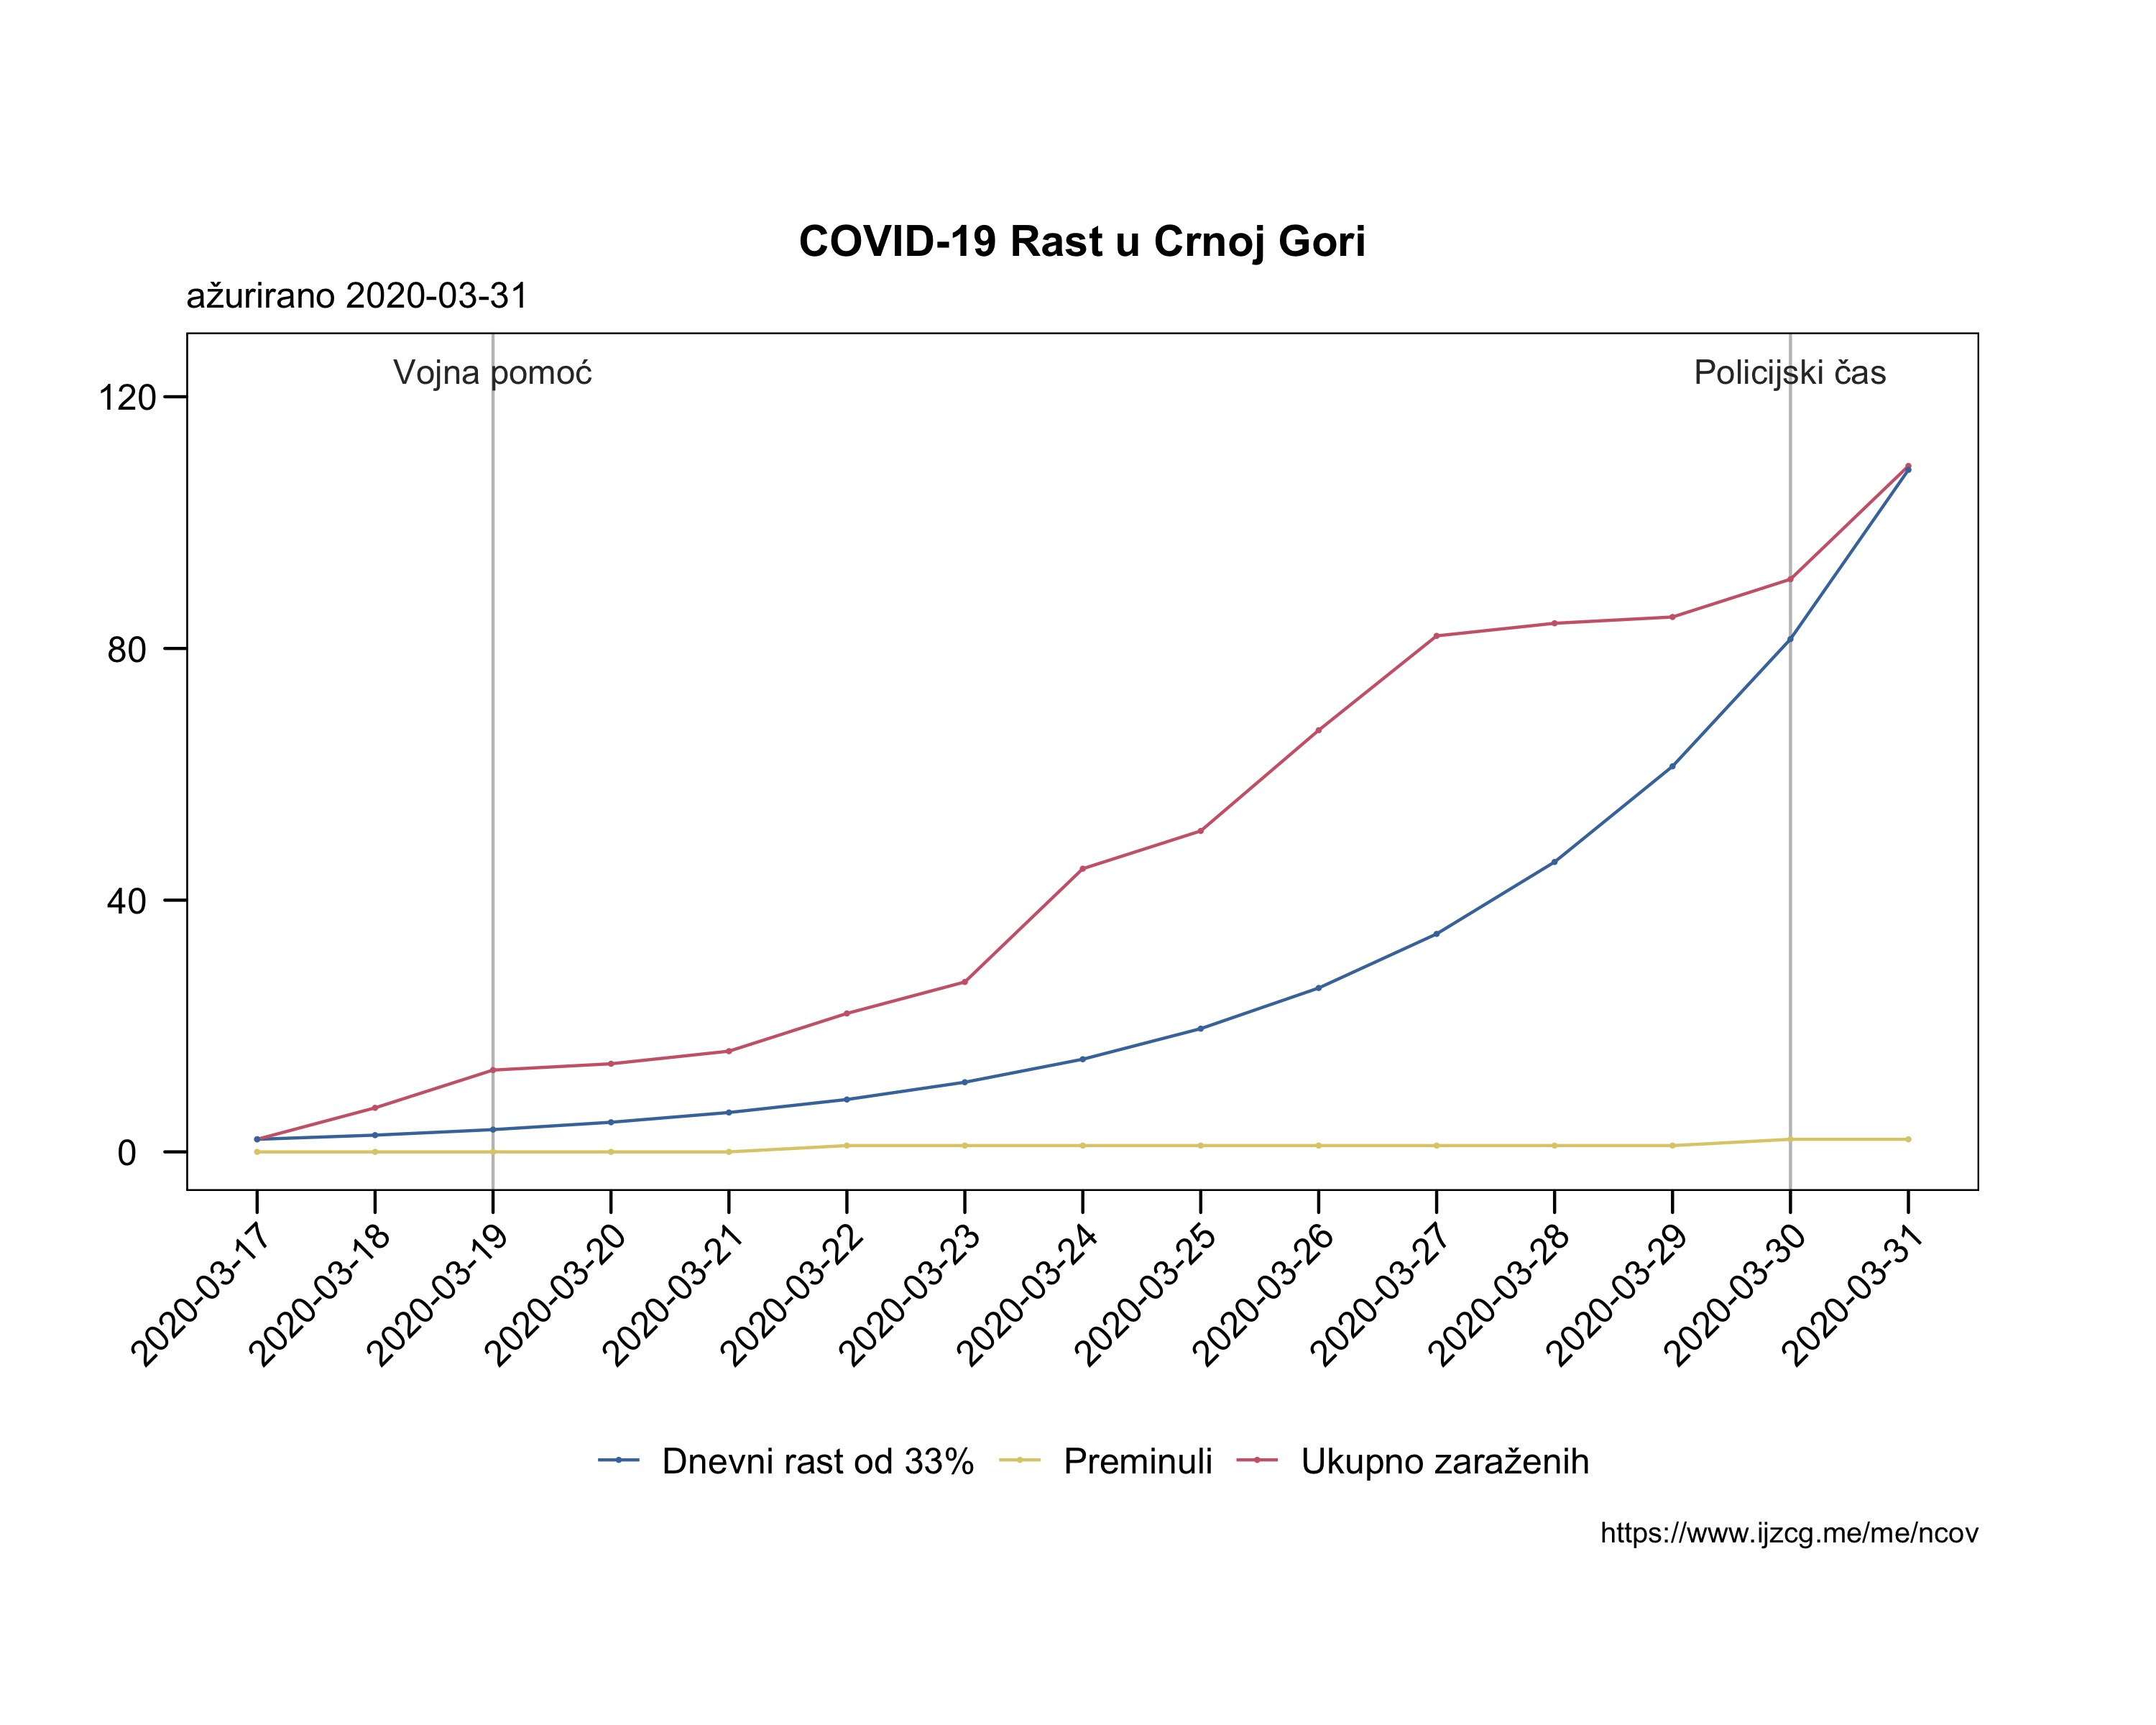 COVID-19 Rast u Crnoj Gori
ažurirano 2020-03-31
Vojna pomoć
Policijski čas
120
80
40
0
2020-03-17
2020-03-18
2020-03-19
2020-03-20
2020-03-21
2020-03-22
2020-03-23
2020-03-24
2020-03-25
2020-03-26
2020-03-27
2020-03-28
2020-03-29
2020-03-30
2020-03-31
Dnevni rast od 33%
Preminuli
Ukupno zaraženih
https://www.ijzcg.me/me/ncov